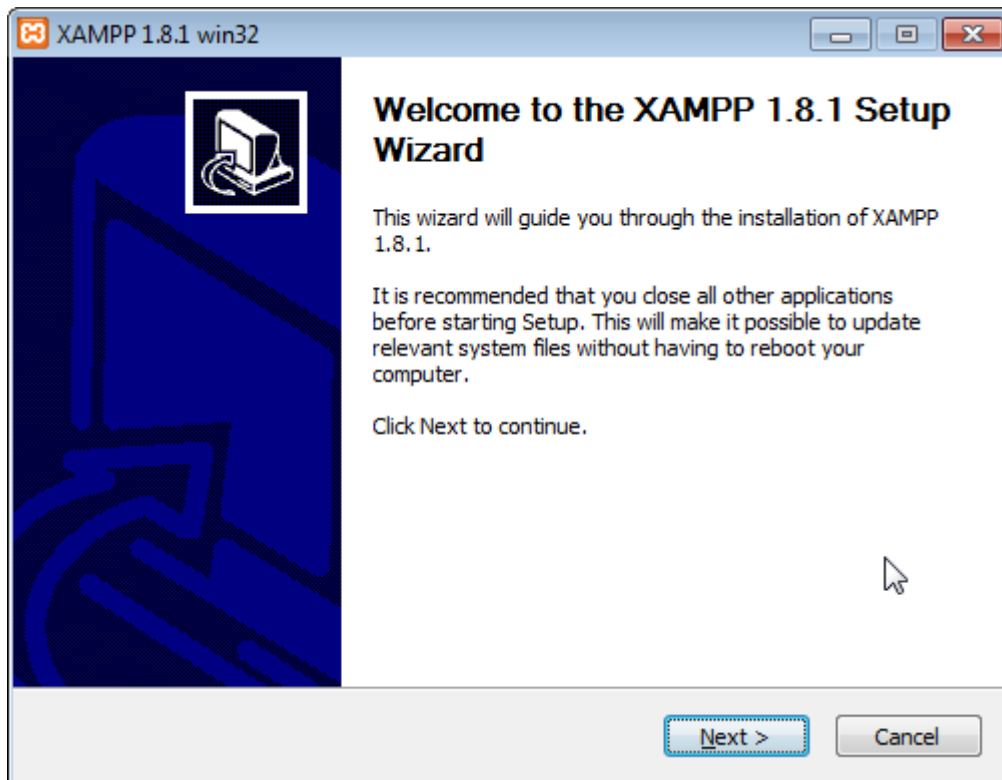 XAMPP 1.8.1 win32
Welcome to the XAMPP 1.8.1 Setup
Wizard
This wizard will guide you through the installation of XAMPP
1.8.1.
It is recommended that you close all other applications
before starting Setup. This will make it possible to update
relevant system files without having to reboot your
computer.
Click Next to continue.
Next >
Cancel